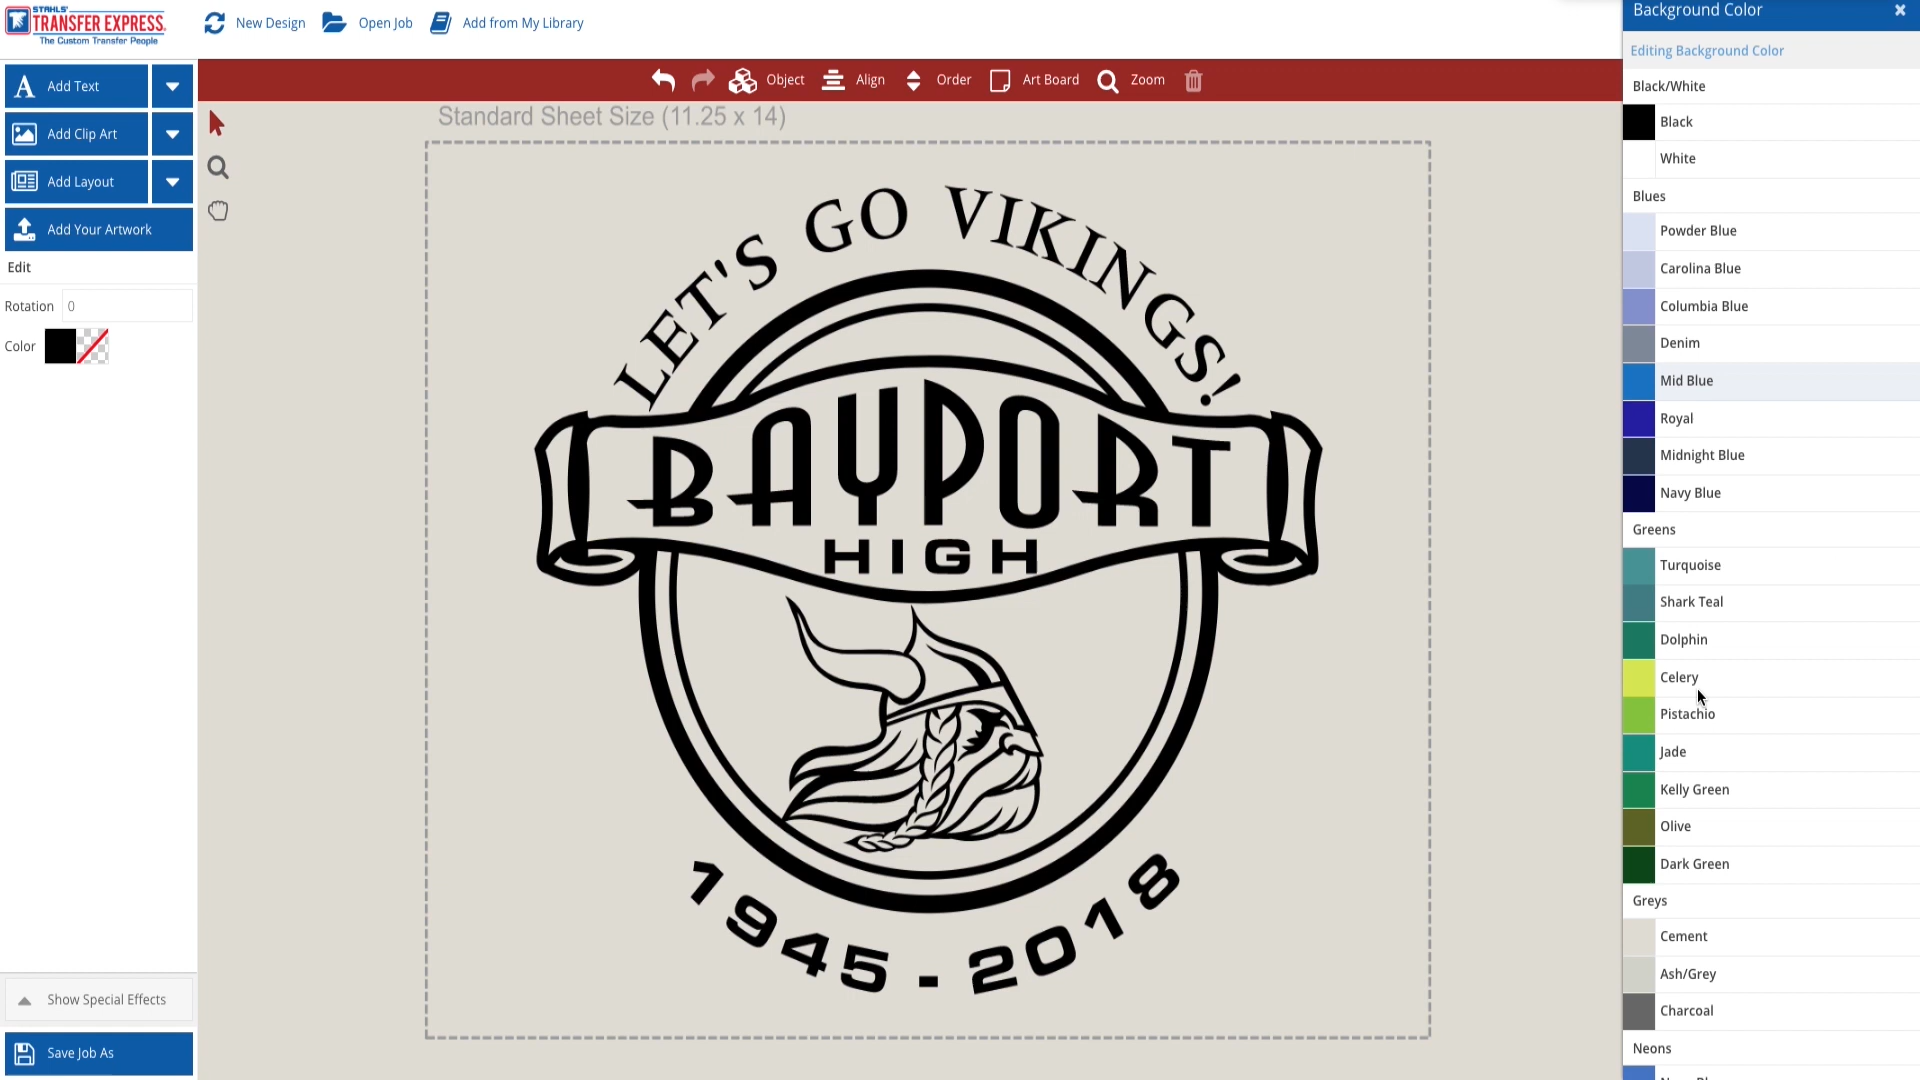 STAHLS'
TRANSFER EXPRESS.
The Custom Transfer People
New Design
Open Job
Add from My Library
Add Text
Add Clip Art
Add Layout
Add Your Artwork
Edit
Rotation 0
Color
Show Special Effects
Save Job As
Object
Align
Order
Art Board
Zoom
Standard Sheet Size (11.25 x 14)
LET'S GO VIKINGS!
BAYPORT
HIGH
1945 - 2018
Background Color
Editing Background Color
Black/White
Black
White
Blues
Powder Blue
Carolina Blue
Columbia Blue
Denim
Mid Blue
Royal
Midnight Blue
Navy Blue
Greens
Turquoise
Shark Teal
Dolphin
Celery
Pistachio
Jade
Kelly Green
Olive
Dark Green
Greys
Cement
Ash/Grey
Charcoal
Neons